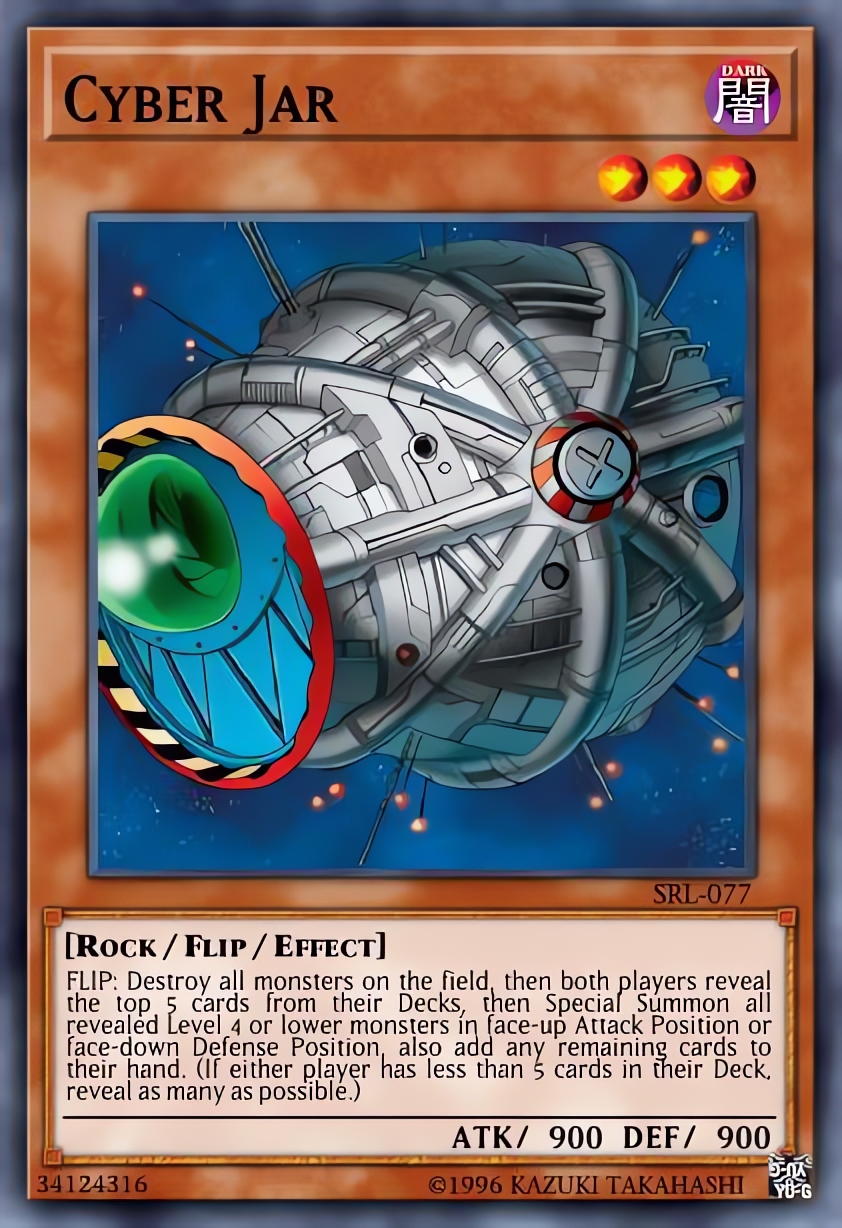 Cyber Jar
DARK
闇
SRL-077
[Rock / Flip / Effect]
FLIP: Destroy all monsters on the field, then both players reveal
the top 5 cards from their Decks, then Special Summon all
revealed Level 4 or lower monsters in face-up Attack Position or
face-down Defense Position, also add any remaining cards to
their hand. (If either player has less than 5 cards in their Deck,
reveal as many as possible.)
ATK/ 900 DEF/ 900
34124316
©1996 KAZUKI TAKAHASHI